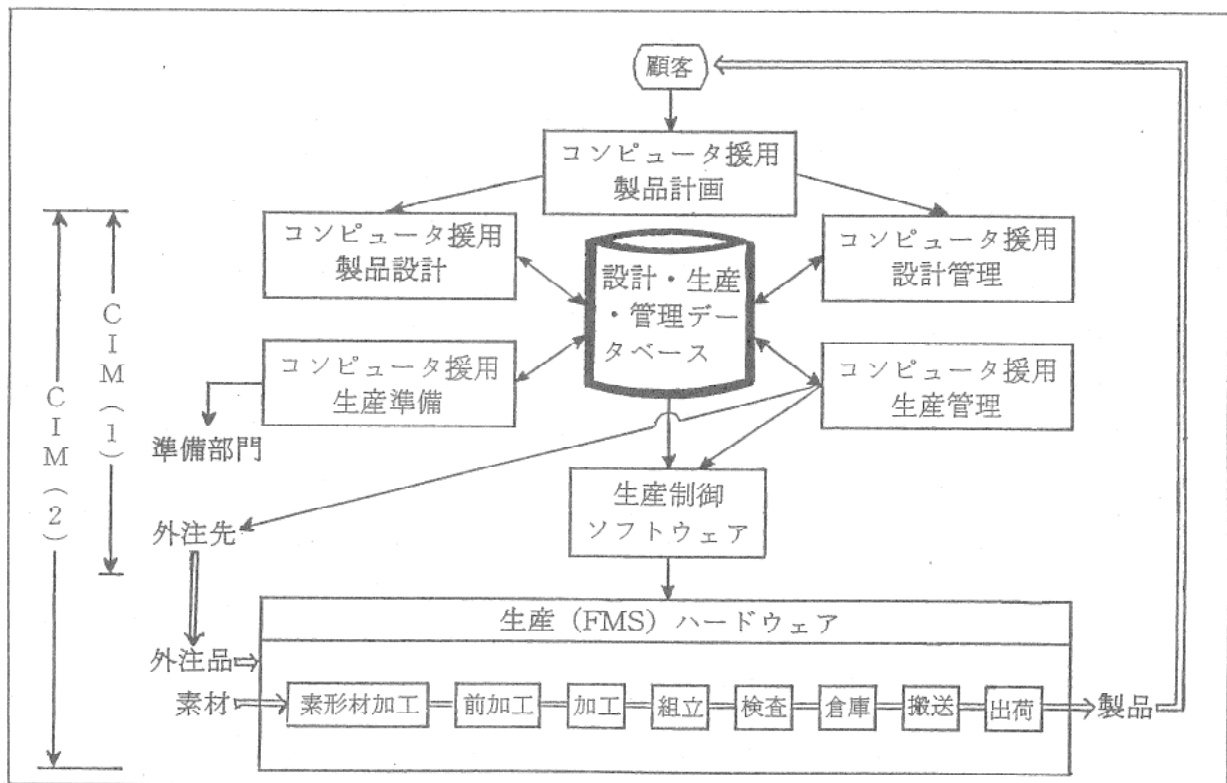 顧客
コンピュータ援用
製品計画
コンピュータ援用
製品設計
コンピュータ援用
設計管理
設計・生産
・管理デー
タベース
コンピュータ援用
生産準備
コンピュータ援用
生産管理
CIM(1)
CIM(2)
準備部門
生産制御
ソフトウェア
外注先
生産(FMS)ハードウェア
外注品
素材
素形材加工
前加工
加工
組立
検査
倉庫
搬送
出荷
製品